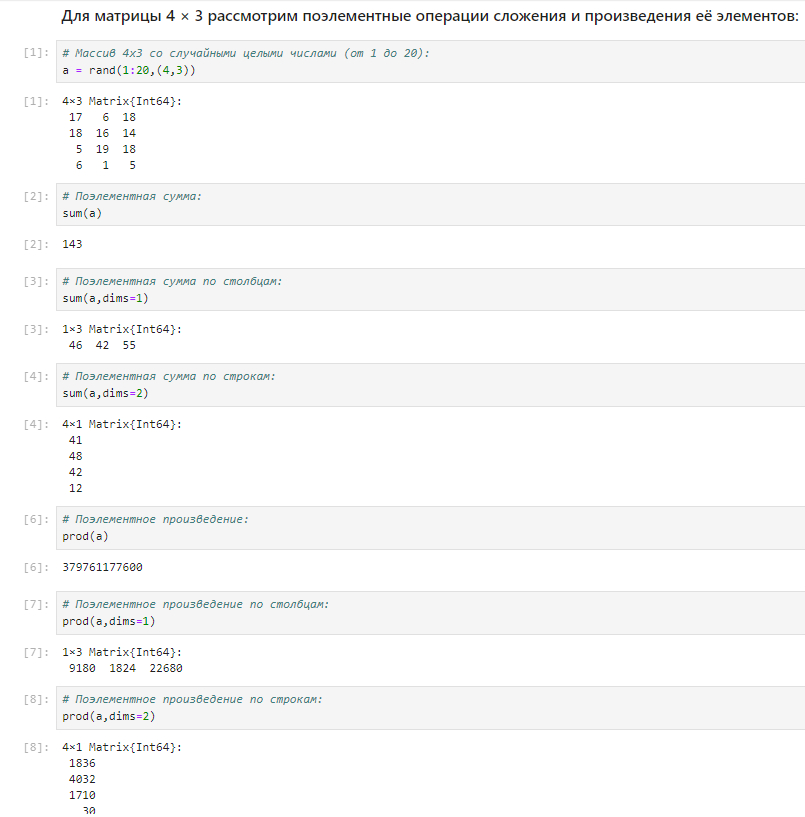 Для матрицы 4 × 3 рассмотрим поэлементные операции сложения и произведения её элементов:
[1]: # Массив 4x3 со случайными целыми числами (от 1 до 20):
a = rand(1:20,(4,3))
[1]: 4×3 Matrix{Int64}:
17 6 18
18 16 14
5 19 18
6 1 5
[2]: # Поэлементная сумма:
sum(a)
[2]: 143
[3]: # Поэлементная сумма по столбцам:
sum(a,dims=1)
[3]: 1×3 Matrix{Int64}:
46 42 55
[4]: # Поэлементная сумма по строкам:
sum(a,dims=2)
[4]: 4×1 Matrix{Int64}:
41
48
42
12
[6]: # Поэлементное произведение:
prod(a)
[6]: 379761177600
[7]: # Поэлементное произведение по столбцам:
prod(a,dims=1)
[7]: 1×3 Matrix{Int64}:
9180 1824 22680
[8]: # Поэлементное произведение по строкам:
prod(a,dims=2)
[8]: 4×1 Matrix{Int64}:
1836
4032
1710
30